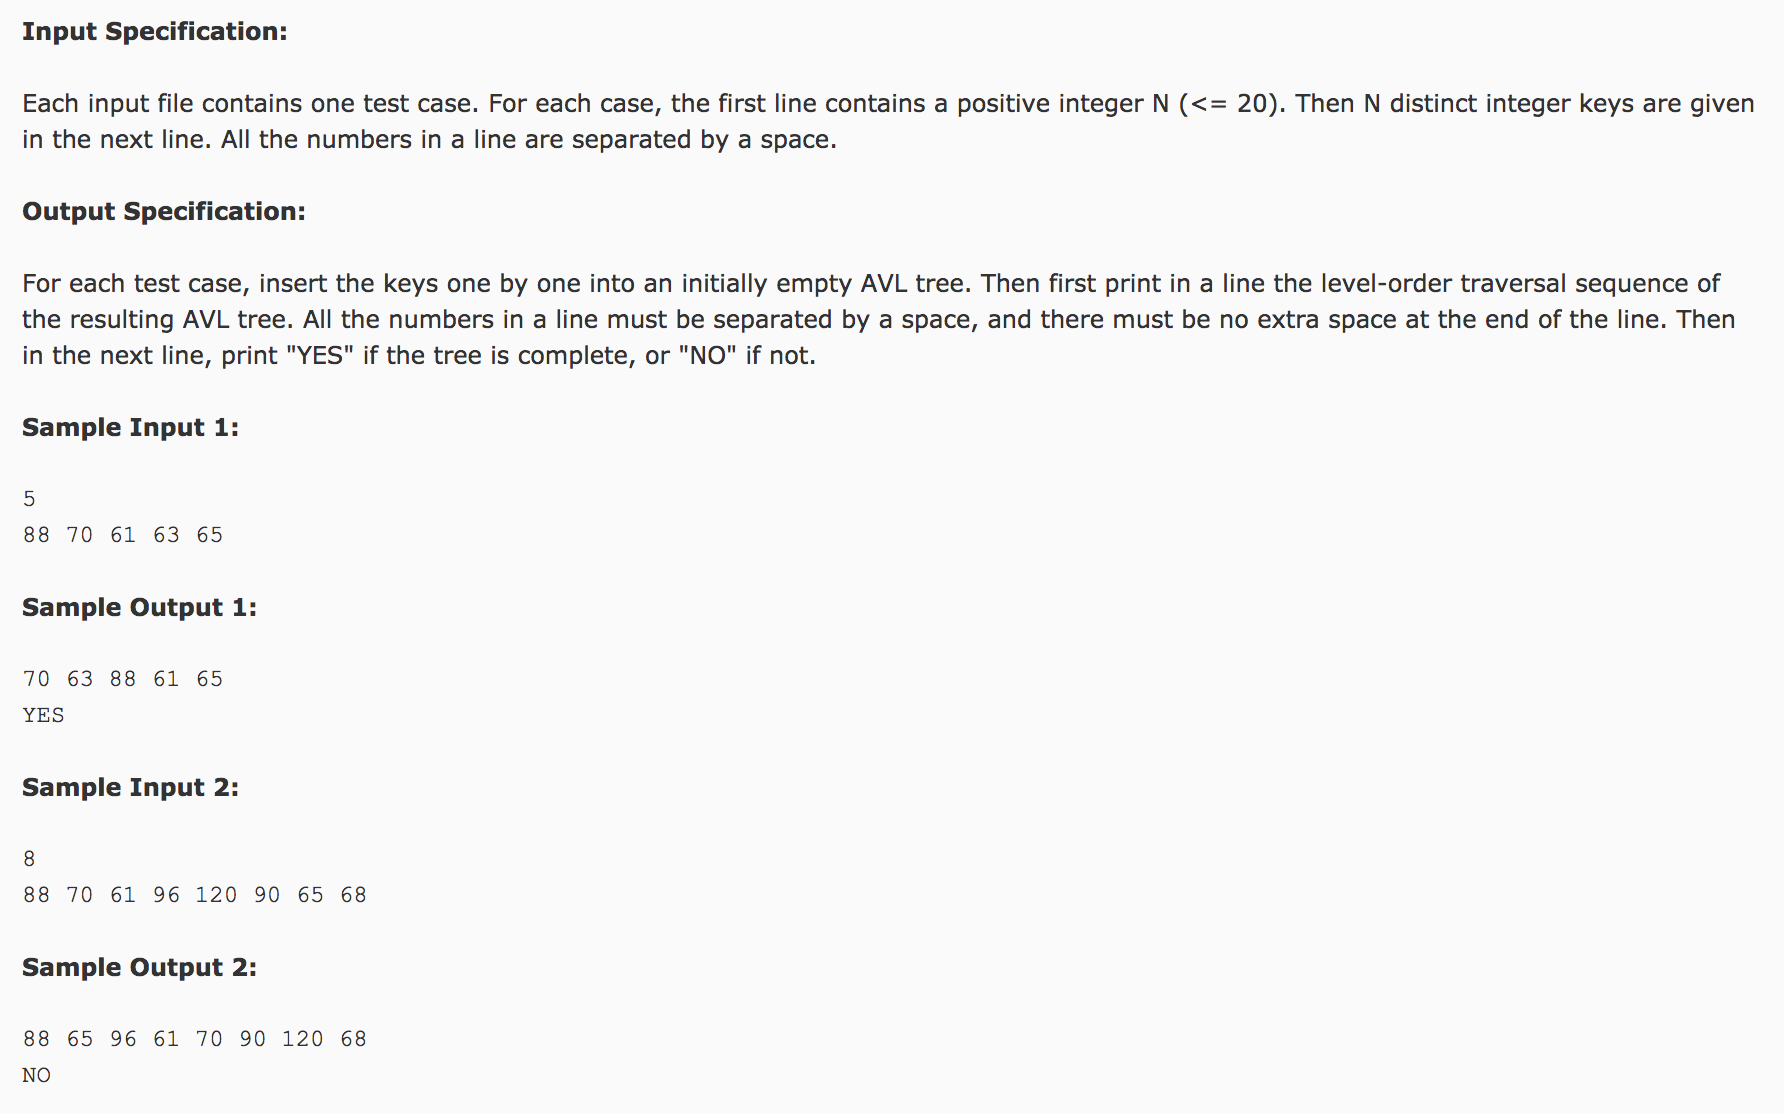 Input Specification:
Each input file contains one test case. For each case, the first line contains a positive integer N (<= 20). Then N distinct integer keys are given
in the next line. All the numbers in a line are separated by a space.
Output Specification:
For each test case, insert the keys one by one into an initially empty AVL tree. Then first print in a line the level-order traversal sequence of
the resulting AVL tree. All the numbers in a line must be separated by a space, and there must be no extra space at the end of the line. Then
in the next line, print "YES" if the tree is complete, or "NO" if not.
Sample Input 1:
5
88 70 61 63 65
Sample Output 1:
70 63 88 61 65
YES
Sample Input 2:
8
88 70 61 96 120 90 65 68
Sample Output 2:
88 65 96 61 70 90 120 68
NO